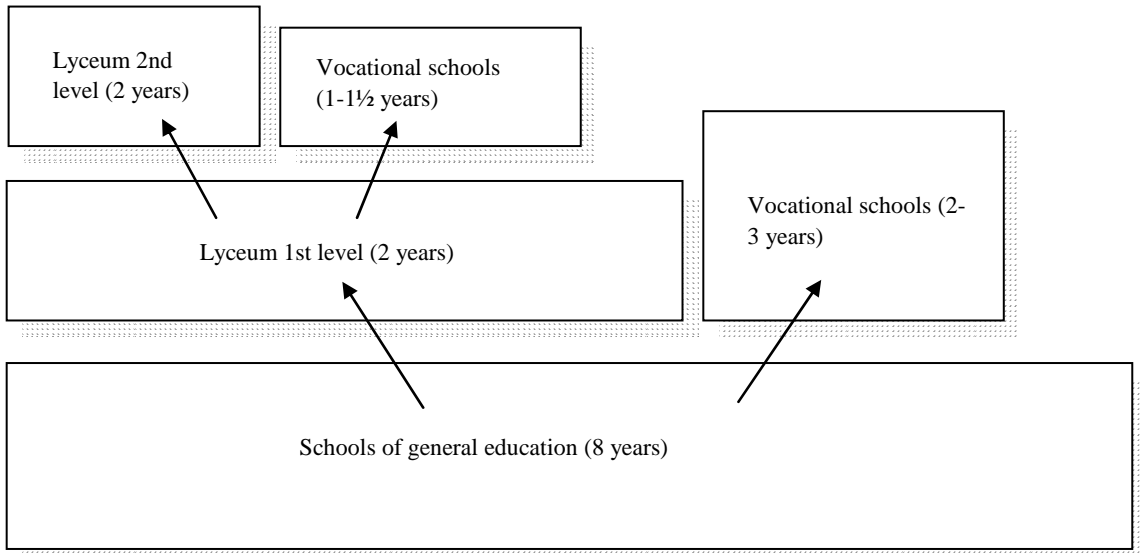 Lyceum 2nd
level (2 years)
Vocational schools
(1-1½ years)
Vocational schools (2-
3 years)
Lyceum 1st level (2 years)
Schools of general education (8 years)